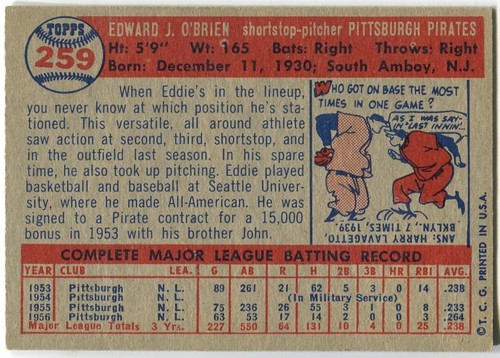 TOPPS
259
EDWARD J. O'BRIEN shortstop-pitcher PITTSBURGH PIRATES
Ht: 5'9" Wt: 165 Bats: Right Throws: Right
Born: December 11, 1930; South Amboy, N.J.
When Eddie's in the lineup,
you never know at which position he's sta-
tioned. This versatile, all around athlete
saw action at second, third, shortstop, and
in the outfield last season. In his spare
time, he also took up pitching. Eddie played
basketball and baseball at Seattle Univer-
sity, where he made All-American. He was
signed to a Pirate contract for a 15,000
bonus in 1953 with his brother John.
WHO GOT ON BASE THE MOST
TIMES IN ONE GAME?
AS I WAS SAY-
IN "LAST INNIN'...
ANS: HARRY LAVAGETTO,
BKLYN. 7 TIMES, 1939.
© T. C. G. PRINTED IN U.S.A.
COMPLETE MAJOR LEAGUE BATTING RECORD
YEAR CLUB LEA. G AB R H 2B 3B HR RBI AVG.
1953 Pittsburgh N. L. 89 261 21 62 5 3 0 14 .238
1954 (In Military Service)
1955 Pittsburgh N. L. 75 236 26 55 3 1 0 8 .233
1956 Pittsburgh N. L. 63 53 17 14 2 0 0 3 .264
Major League Totals 3 Yrs. 227 550 64 131 10 4 0 25 .238